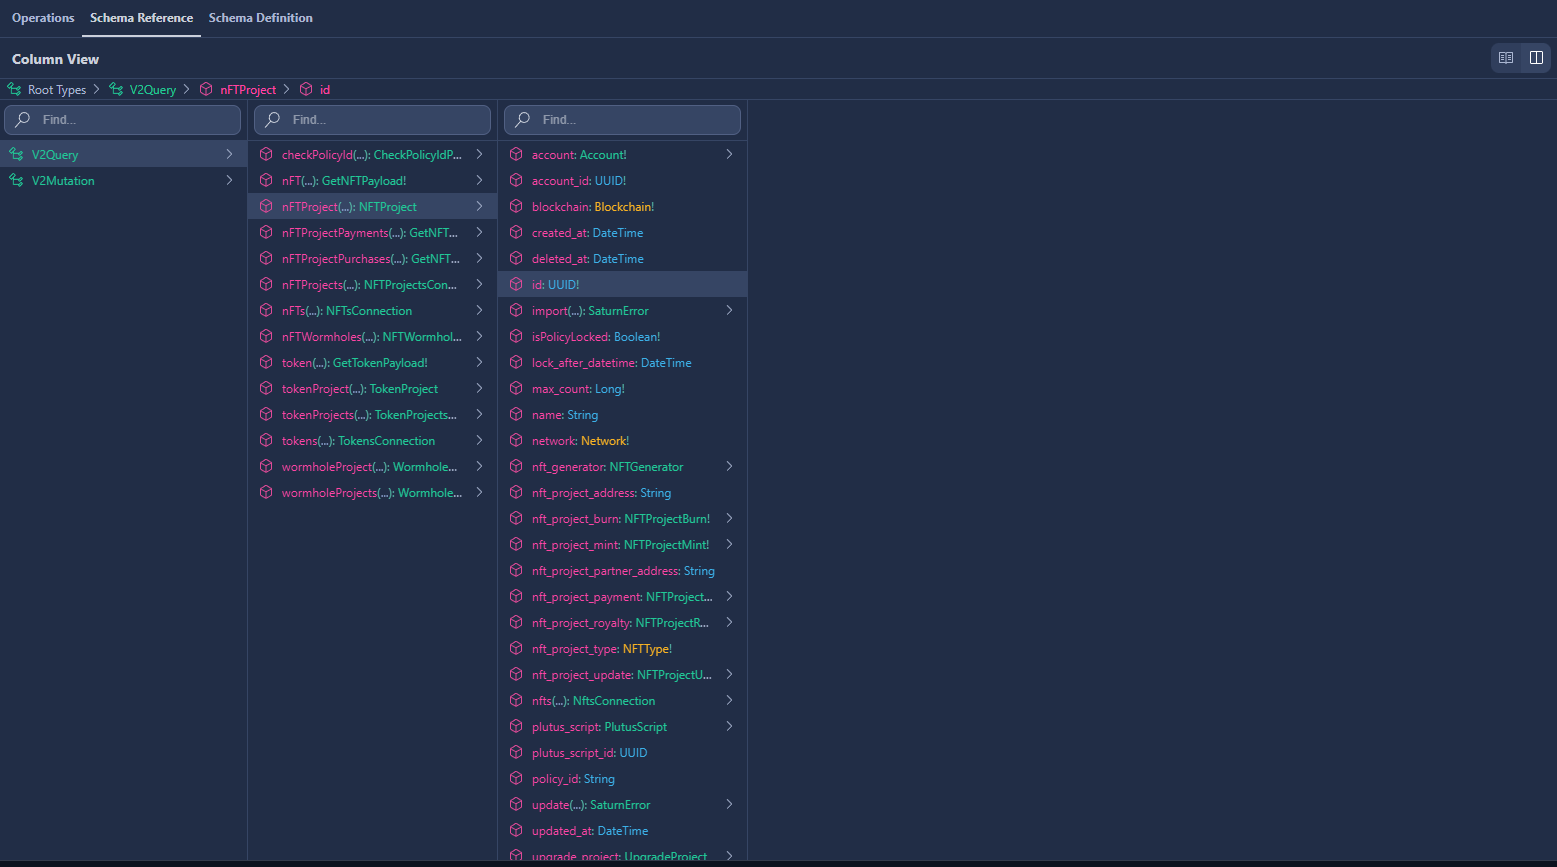 Operations Schema Reference Schema Definition
Column View
Root Types V2Query nFTProject id
Find...
V2Query
V2Mutation
Find...
checkPolicyId(...): CheckPolicyIdP...
nFT(...): GetNFTPayload!
nFTProject(...): NFTProject
nFTProjectPayments(...): GetNFT...
nFTProjectPurchases(...): GetNFT...
nFTProjects(...): NFTProjectsCon...
nFTs(...): NFTsConnection
nFTWormholes(...): NFTWormhol...
token(...): GetTokenPayload!
tokenProject(...): TokenProject
tokenProjects(...): TokenProjects...
tokens(...): TokensConnection
wormholeProject(...): Wormhole...
wormholeProjects(...): Wormhole...
Find...
account: Account!
account_id: UUID!
blockchain: Blockchain!
created_at: DateTime
deleted_at: DateTime
id: UUID!
import(...): SaturnError
isPolicyLocked: Boolean!
lock_after_datetime: DateTime
max_count: Long!
name: String
network: Network!
nft_generator: NFTGenerator
nft_project_address: String
nft_project_burn: NFTProjectBurn!
nft_project_mint: NFTProjectMint!
nft_project_partner_address: String
nft_project_payment: NFTProject...
nft_project_royalty: NFTProjectR...
nft_project_type: NFTType!
nft_project_update: NFTProjectU...
nfts(...): NftsConnection
plutus_script: PlutusScript
plutus_script_id: UUID
policy_id: String
update(...): SaturnError
updated_at: DateTime
upgrade_project: UpgradeProject